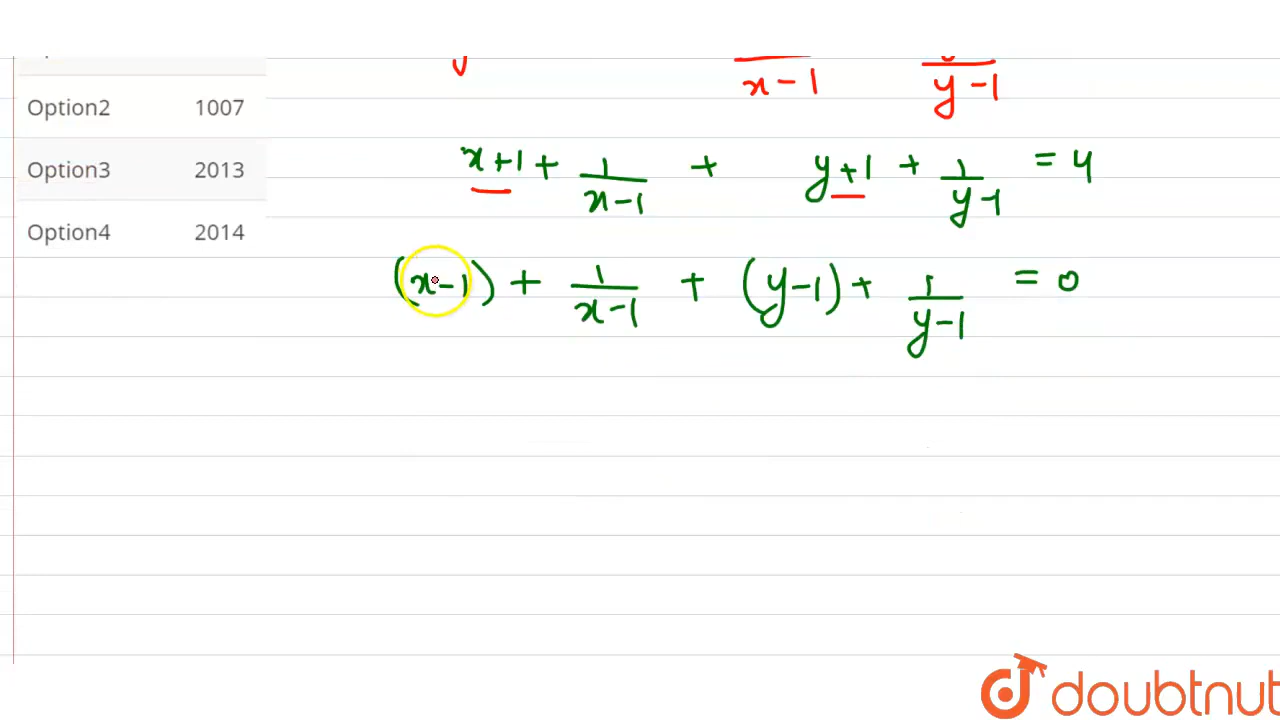 x-1 y-1
Option2 1007
x+1 + 1/(x-1) + y+1 + 1/(y-1) = 4
Option3 2013
Option4 2014
(x-1) + 1/(x-1) + (y-1) + 1/(y-1) = 0
doubtnut